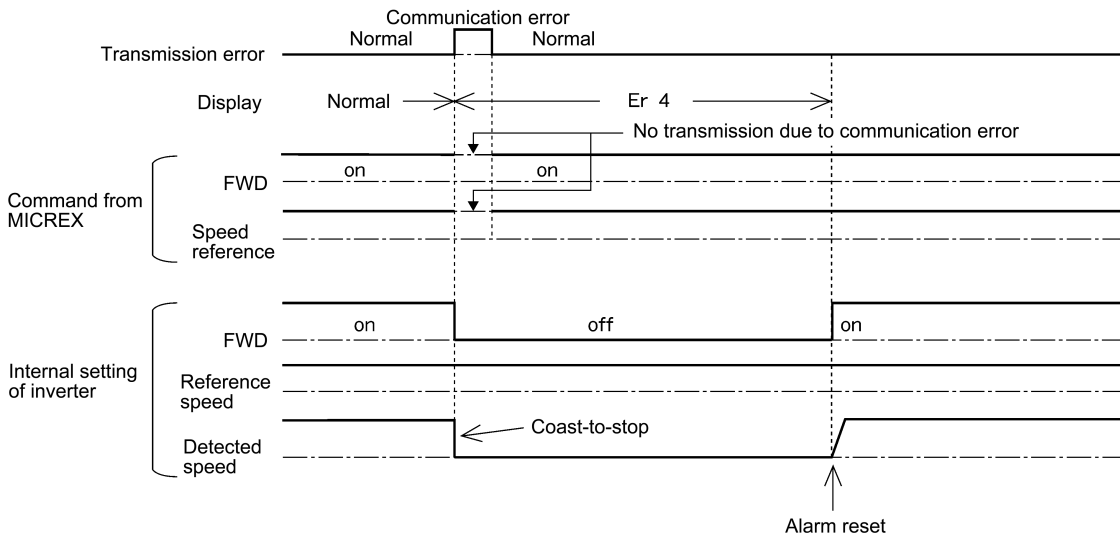 Communication error
Normal
Normal
Transmission error
Display
Normal
Er 4
No transmission due to communication error
on
on
FWD
Command from
MICREX
Speed
reference
on
off
on
FWD
Internal setting
of inverter
Reference
speed
Coast-to-stop
Detected
speed
Alarm reset